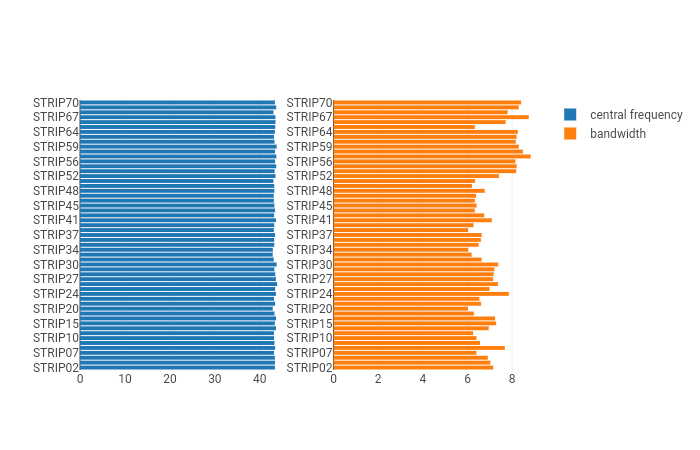 STRIP70
STRIP67
STRIP64
STRIP59
STRIP56
STRIP52
STRIP48
STRIP45
STRIP41
STRIP37
STRIP34
STRIP30
STRIP27
STRIP24
STRIP20
STRIP15
STRIP10
STRIP07
STRIP02
0 10 20 30 40
STRIP70
STRIP67
STRIP64
STRIP59
STRIP56
STRIP52
STRIP48
STRIP45
STRIP41
STRIP37
STRIP34
STRIP30
STRIP27
STRIP24
STRIP20
STRIP15
STRIP10
STRIP07
STRIP02
0 2 4 6 8
central frequency
bandwidth